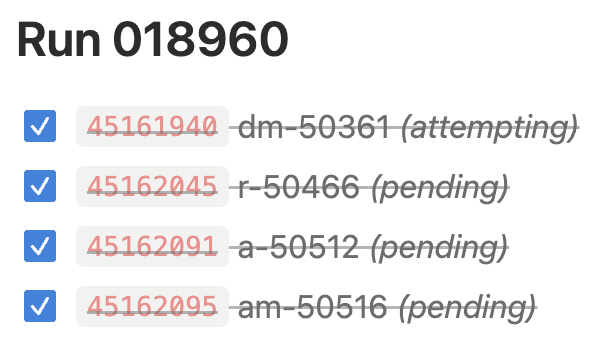 Run 018960
45161940 dm-50361 (attempting)
45162045 r-50466 (pending)
45162091 a-50512 (pending)
45162095 am-50516 (pending)